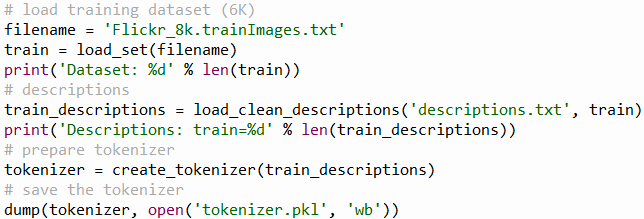 # load training dataset (6K)
filename = 'Flickr_8k.trainImages.txt'
train = load_set(filename)
print('Dataset: %d' % len(train))
# descriptions
train_descriptions = load_clean_descriptions('descriptions.txt', train)
print('Descriptions: train=%d' % len(train_descriptions))
# prepare tokenizer
tokenizer = create_tokenizer(train_descriptions)
# save the tokenizer
dump(tokenizer, open('tokenizer.pkl', 'wb'))